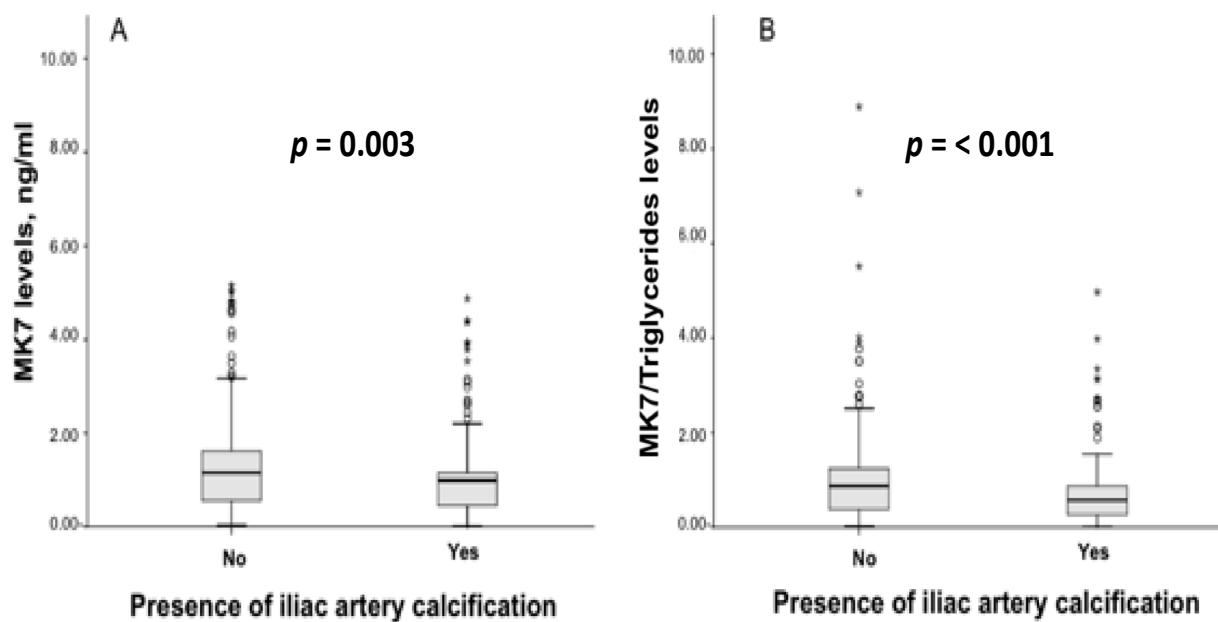 A
MK7 levels, ng/ml
10.00
8.00
6.00
4.00
2.00
0.00
p = 0.003
No
Yes
Presence of iliac artery calcification
B
MK7/Triglycerides levels
10.00
8.00
6.00
4.00
2.00
0.00
p = < 0.001
No
Yes
Presence of iliac artery calcification